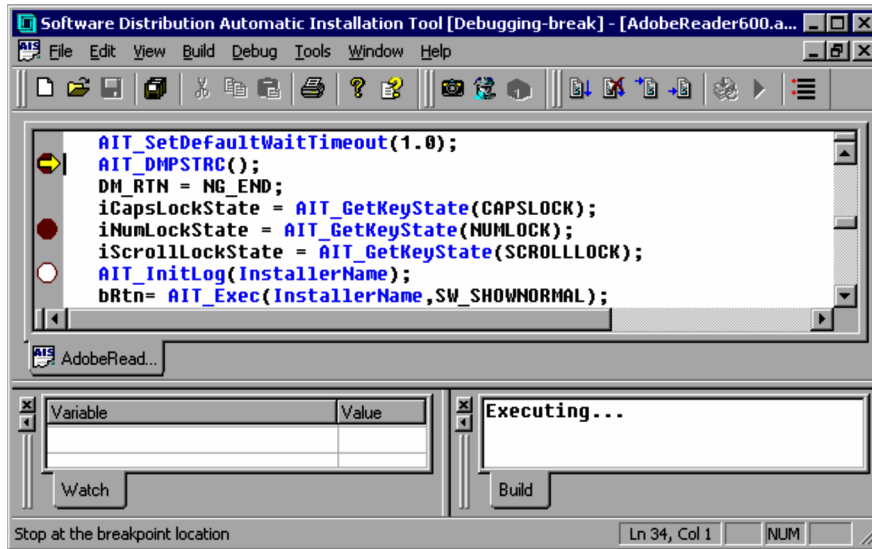 Software Distribution Automatic Installation Tool [Debugging-break] - [AdobeReader600.a...
AIS File Edit View Build Debug Tools Window Help
AIT_SetDefaultWaitTimeout(1.0);
AIT_DMPSTRC();
DM_RTN = NG_END;
iCapsLockState = AIT_GetKeyState(CAPSLOCK);
iNumLockState = AIT_GetKeyState(NUMLOCK);
iScrollLockState = AIT_GetKeyState(SCROLLLOCK);
AIT_InitLog(InstallerName);
bRtn= AIT_Exec(InstallerName,SW_SHOWNORMAL);
AIS AdobeRead...
Variable Value
Watch
Executing...
Build
Stop at the breakpoint location Ln 34, Col 1 NUM